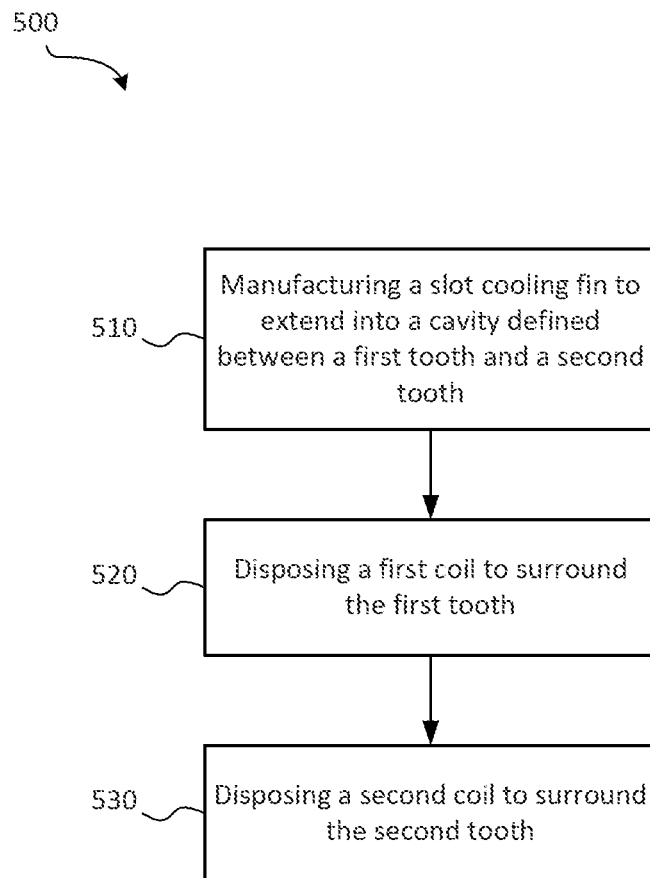 500
510
Manufacturing a slot cooling fin to
extend into a cavity defined
between a first tooth and a second
tooth
520
Disposing a first coil to surround
the first tooth
530
Disposing a second coil to surround
the second tooth